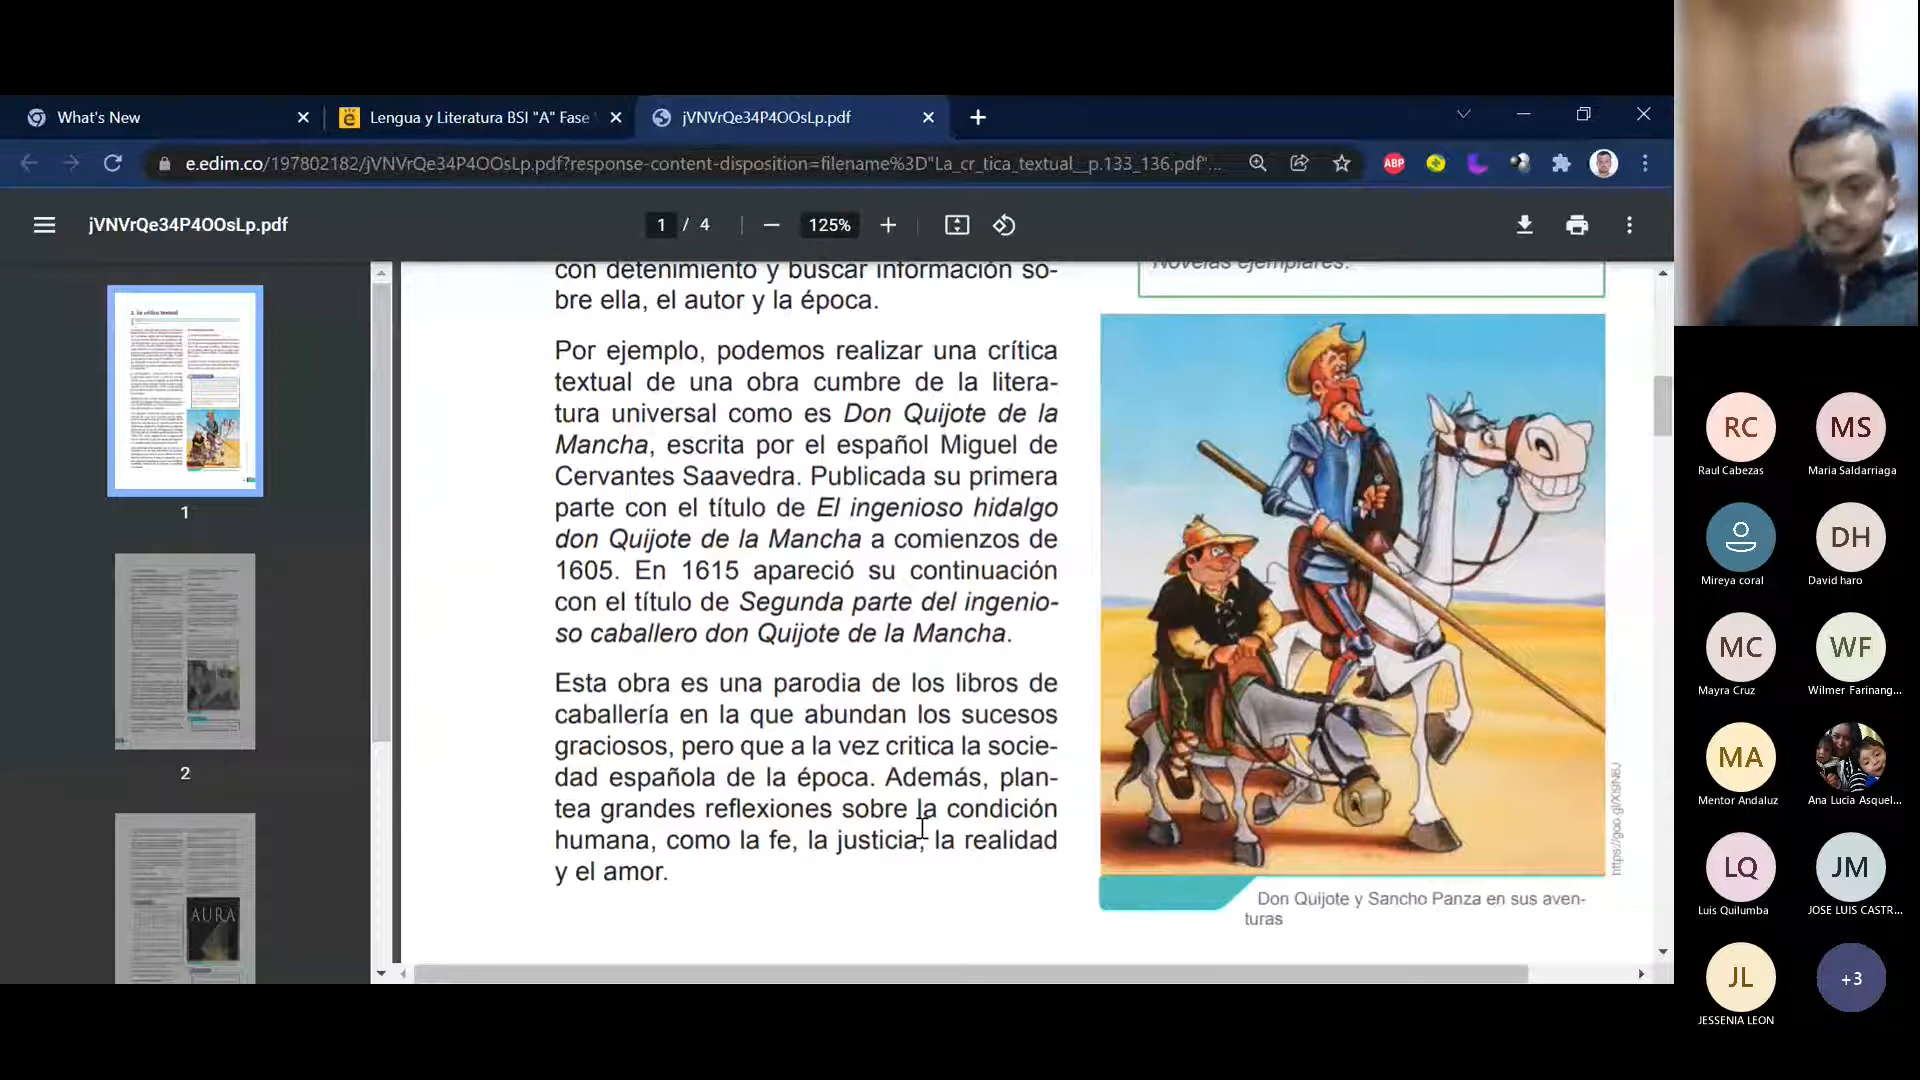 What's New
Lengua y Literatura BSI "A" Fase
jVNVrQe34P4OOsLp.pdf
e.edim.co/197802182/jVNVrQe34P4OOsLp.pdf?response-content-disposition=filename%3D"La_cr_tica_textual__p.133_136.pdf"...
ABP
jVNVrQe34P4OOsLp.pdf
1 / 4
125%
1
2
AURA
con detenimiento y buscar información so-
bre ella, el autor y la época.
Por ejemplo, podemos realizar una crítica
textual de una obra cumbre de la litera-
tura universal como es Don Quijote de la
Mancha, escrita por el español Miguel de
Cervantes Saavedra. Publicada su primera
parte con el título de El ingenioso hidalgo
don Quijote de la Mancha a comienzos de
1605. En 1615 apareció su continuación
con el título de Segunda parte del ingenio-
so caballero don Quijote de la Mancha.
Esta obra es una parodia de los libros de
caballería en la que abundan los sucesos
graciosos, pero que a la vez critica la socie-
dad española de la época. Además, plan-
tea grandes reflexiones sobre la condición
humana, como la fe, la justicia, la realidad
y el amor.
Novelas ejemplares.
Don Quijote y Sancho Panza en sus aven-
turas
RC
Raul Cabezas
MS
Maria Saldarriaga
Mireya coral
DH
David haro
MC
Mayra Cruz
WF
Wilmer Farinang...
MA
Mentor Andaluz
Ana Lucia Asquel...
LQ
Luis Quilumba
JM
JOSE LUIS CASTR...
JL
JESSENIA LEON
+3